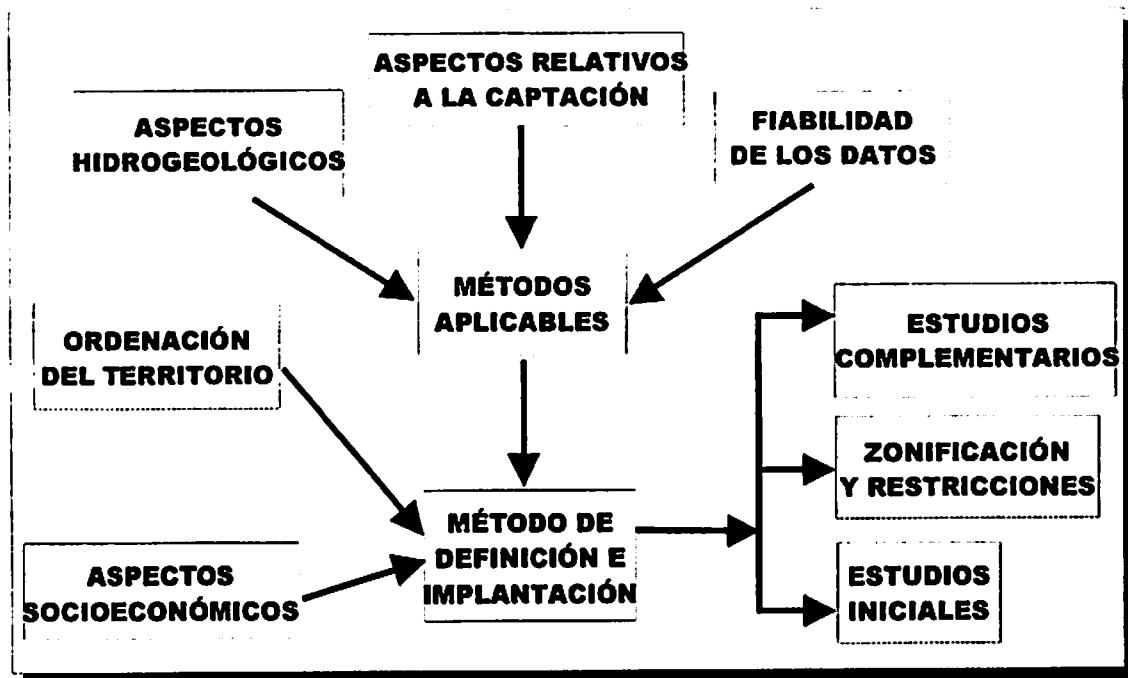 ASPECTOS RELATIVOS
A LA CAPTACIÓN
ASPECTOS
HIDROGEOLÓGICOS
FIABILIDAD
DE LOS DATOS
MÉTODOS
APLICABLES
ORDENACIÓN
DEL TERRITORIO
ESTUDIOS
COMPLEMENTARIOS
ZONIFICACIÓN
Y RESTRICCIONES
MÉTODO DE
DEFINICIÓN E
IMPLANTACIÓN
ASPECTOS
SOCIOECONÓMICOS
ESTUDIOS
INICIALES